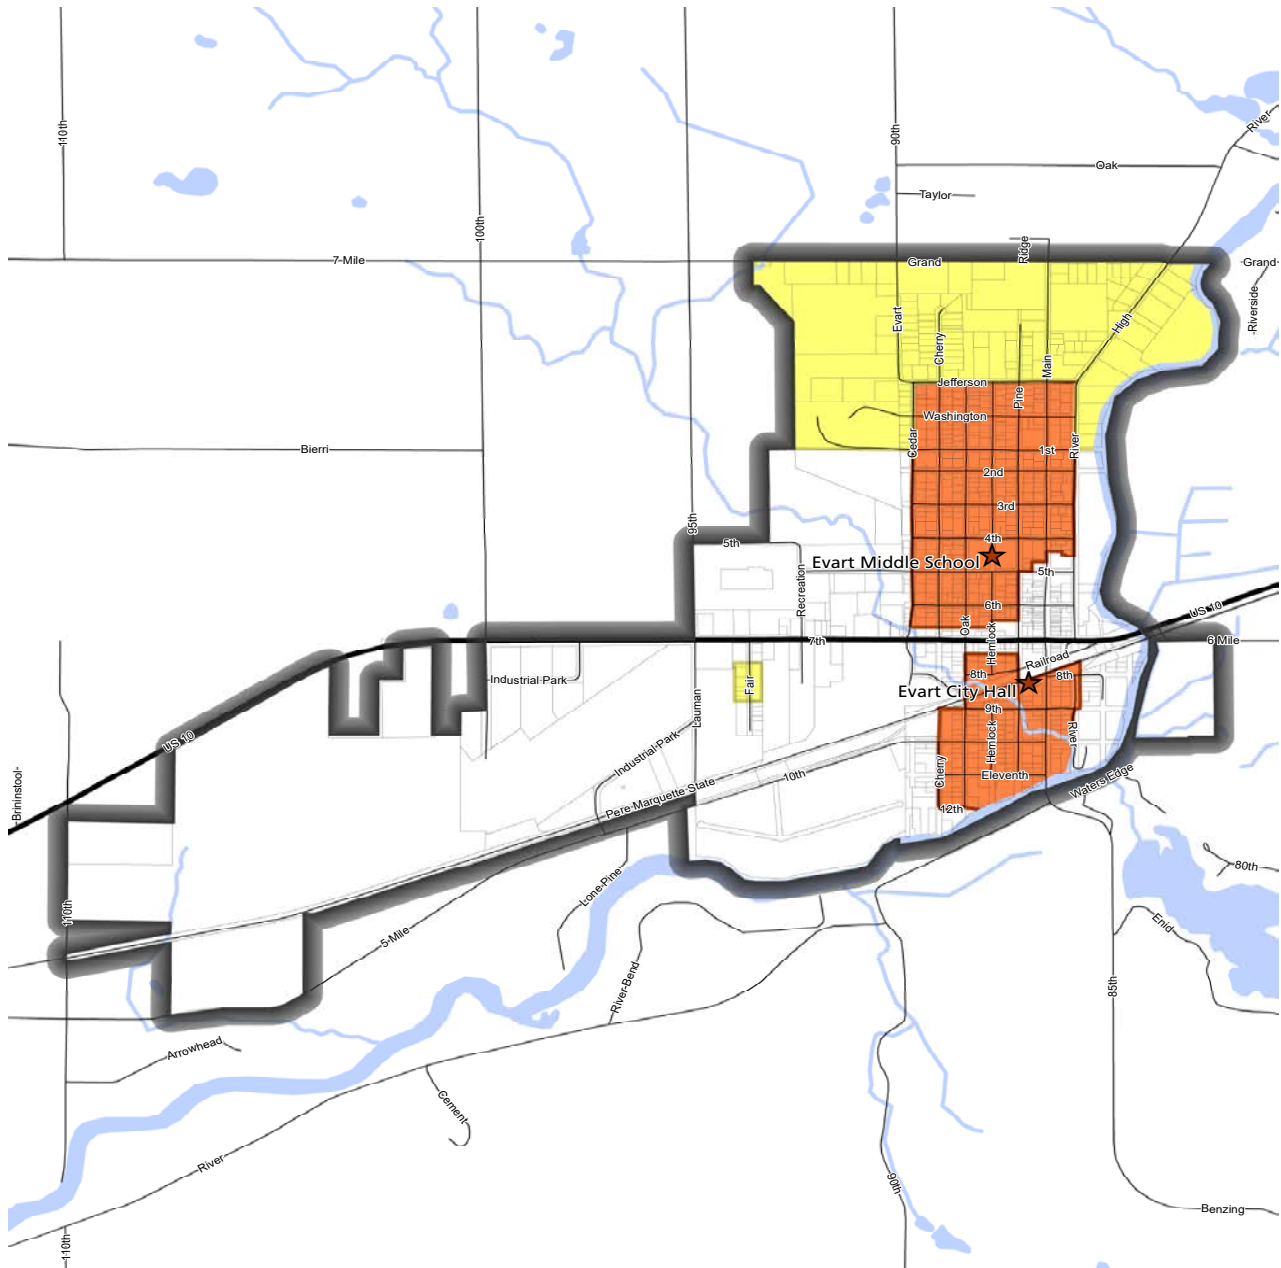 River
110th
90th
Oak
Taylor
100th
Ridge
7-Mile
Grand
Grand
Riverside
Evart
High
Cherry
Main
Jefferson
Pine
Washington
Cedar
River
Bierri
1st
2nd
3rd
95th
4th
5th
Evart Middle School
5th
Recreation
6th
US 10
Oak
Hemlock
7th
6 Mile
Railroad
8th
8th
Industrial Park
Fair
Evart City Hall
Lauman
9th
US 10
Hemlock
River
Industrial-Park
Cherry
10th
Eleventh
Waters Edge
Brininstool
Pere-Marquette-State
12th
80th
Lone-Pine
110th
Enid
5-Mile
River-Bend
85th
Arrowhead
Cement
River
90th
Benzing
110th